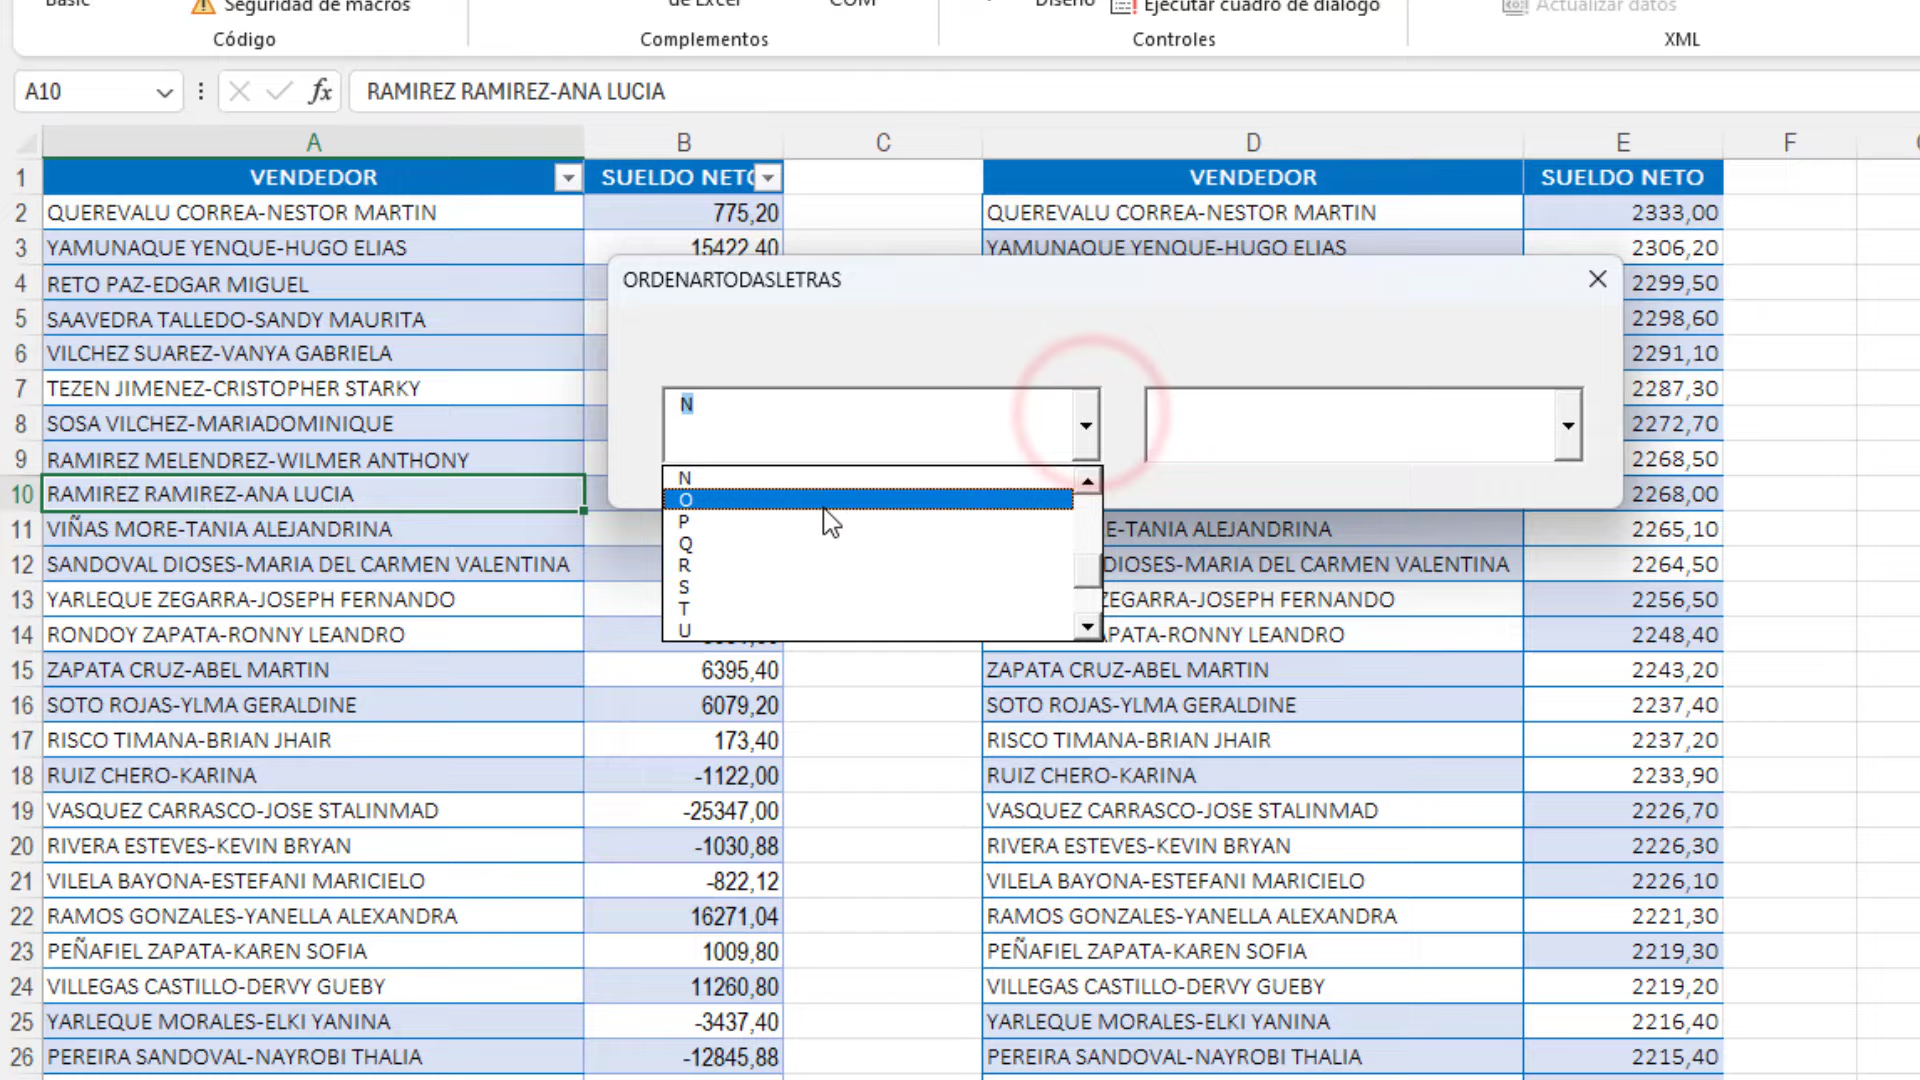 Basic
Seguridad de macros
de Excel
COM
Diseño
Ejecutar cuadro de diálogo
Actualizar datos
Código
Complementos
Controles
XML
A10
fx
RAMIREZ RAMIREZ-ANA LUCIA
A B C D E F
1 VENDEDOR SUELDO NETO VENDEDOR SUELDO NETO
2 QUEREVALU CORREA-NESTOR MARTIN 775,20 QUEREVALU CORREA-NESTOR MARTIN 2333,00
3 YAMUNAQUE YENQUE-HUGO ELIAS 15422,40 YAMUNAQUE YENQUE-HUGO ELIAS 2306,20
ORDENARTODASLETRAS
4 RETO PAZ-EDGAR MIGUEL 2299,50
5 SAAVEDRA TALLEDO-SANDY MAURITA 2298,60
6 VILCHEZ SUAREZ-VANYA GABRIELA 2291,10
7 TEZEN JIMENEZ-CRISTOPHER STARKY 2287,30
N
8 SOSA VILCHEZ-MARIADOMINIQUE 2272,70
9 RAMIREZ MELENDREZ-WILMER ANTHONY 2268,50
N
O
P
Q
R
S
T
U
10 RAMIREZ RAMIREZ-ANA LUCIA 2268,00
11 VIÑAS MORE-TANIA ALEJANDRINA E-TANIA ALEJANDRINA 2265,10
12 SANDOVAL DIOSES-MARIA DEL CARMEN VALENTINA DIOSES-MARIA DEL CARMEN VALENTINA 2264,50
13 YARLEQUE ZEGARRA-JOSEPH FERNANDO ZEGARRA-JOSEPH FERNANDO 2256,50
14 RONDOY ZAPATA-RONNY LEANDRO APATA-RONNY LEANDRO 2248,40
15 ZAPATA CRUZ-ABEL MARTIN 6395,40 ZAPATA CRUZ-ABEL MARTIN 2243,20
16 SOTO ROJAS-YLMA GERALDINE 6079,20 SOTO ROJAS-YLMA GERALDINE 2237,40
17 RISCO TIMANA-BRIAN JHAIR 173,40 RISCO TIMANA-BRIAN JHAIR 2237,20
18 RUIZ CHERO-KARINA -1122,00 RUIZ CHERO-KARINA 2233,90
19 VASQUEZ CARRASCO-JOSE STALINMAD -25347,00 VASQUEZ CARRASCO-JOSE STALINMAD 2226,70
20 RIVERA ESTEVES-KEVIN BRYAN -1030,88 RIVERA ESTEVES-KEVIN BRYAN 2226,30
21 VILELA BAYONA-ESTEFANI MARICIELO -822,12 VILELA BAYONA-ESTEFANI MARICIELO 2226,10
22 RAMOS GONZALES-YANELLA ALEXANDRA 16271,04 RAMOS GONZALES-YANELLA ALEXANDRA 2221,30
23 PEÑAFIEL ZAPATA-KAREN SOFIA 1009,80 PEÑAFIEL ZAPATA-KAREN SOFIA 2219,30
24 VILLEGAS CASTILLO-DERVY GUEBY 11260,80 VILLEGAS CASTILLO-DERVY GUEBY 2219,20
25 YARLEQUE MORALES-ELKI YANINA -3437,40 YARLEQUE MORALES-ELKI YANINA 2216,40
26 PEREIRA SANDOVAL-NAYROBI THALIA -12845,88 PEREIRA SANDOVAL-NAYROBI THALIA 2215,40